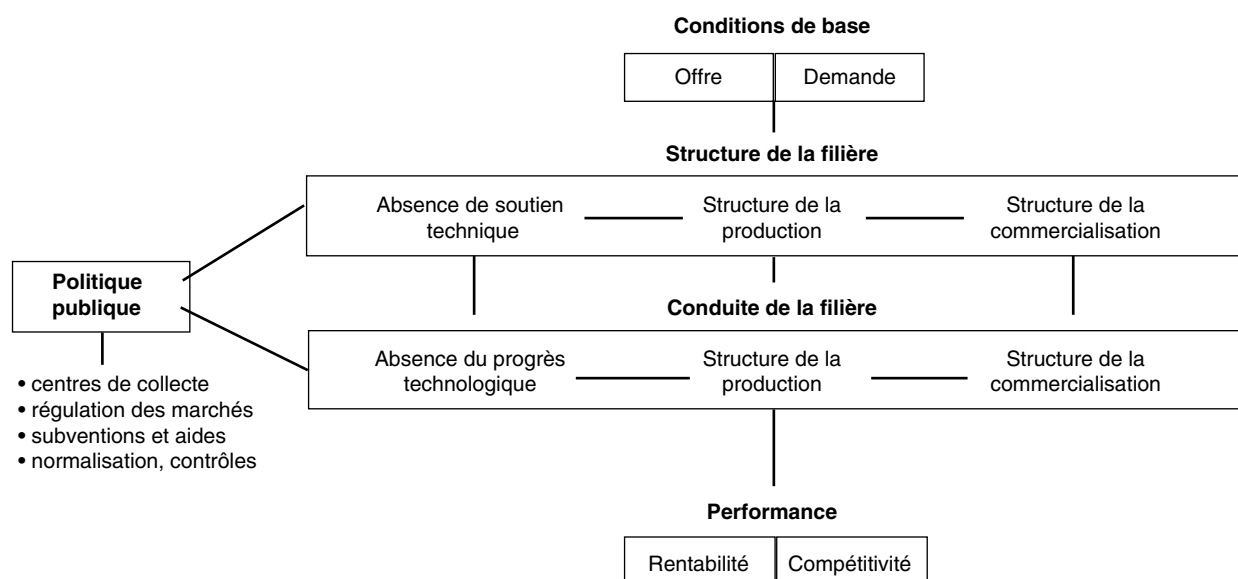 Conditions de base
Offre
Demande
Structure de la filière
Absence de soutien
technique
Structure de la
production
Structure de la
commercialisation
Politique
publique
• centres de collecte
• régulation des marchés
• subventions et aides
• normalisation, contrôles
Conduite de la filière
Absence du progrès
technologique
Structure de la
production
Structure de la
commercialisation
Performance
Rentabilité
Compétitivité